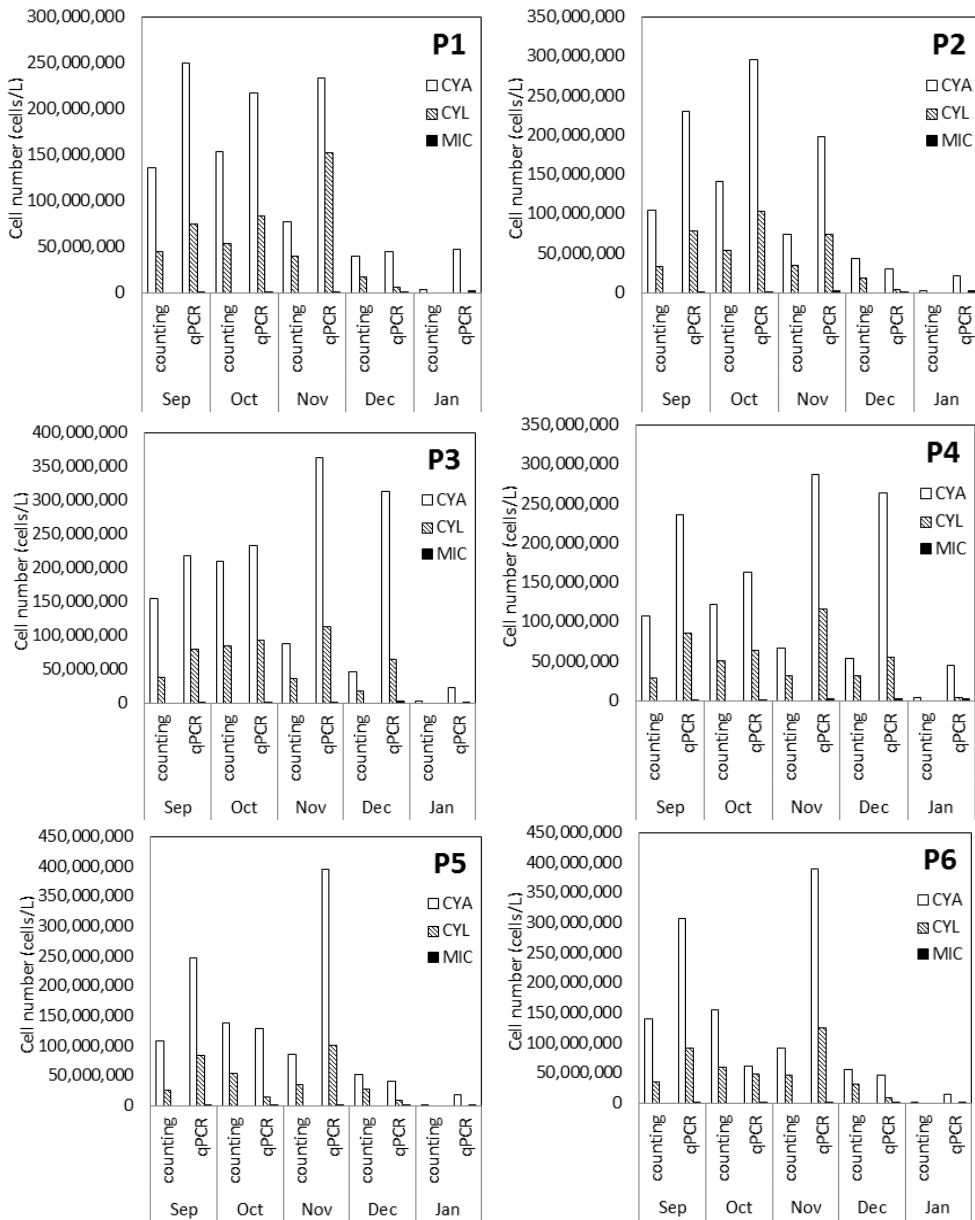 P1
300,000,000
250,000,000
200,000,000
150,000,000
100,000,000
50,000,000
0
Cell number (cells/L)
CYA
CYL
MIC
counting qPCR counting qPCR counting qPCR counting qPCR counting qPCR
Sep Oct Nov Dec Jan
P2
350,000,000
300,000,000
250,000,000
200,000,000
150,000,000
100,000,000
50,000,000
0
Cell number (cells/L)
CYA
CYL
MIC
counting qPCR counting qPCR counting qPCR counting qPCR counting qPCR
Sep Oct Nov Dec Jan
P3
400,000,000
350,000,000
300,000,000
250,000,000
200,000,000
150,000,000
100,000,000
50,000,000
0
Cell number (cells/L)
CYA
CYL
MIC
counting qPCR counting qPCR counting qPCR counting qPCR counting qPCR
Sep Oct Nov Dec Jan
P4
350,000,000
300,000,000
250,000,000
200,000,000
150,000,000
100,000,000
50,000,000
0
Cell number (cells/L)
CYA
CYL
MIC
counting qPCR counting qPCR counting qPCR counting qPCR counting qPCR
Sep Oct Nov Dec Jan
P5
450,000,000
400,000,000
350,000,000
300,000,000
250,000,000
200,000,000
150,000,000
100,000,000
50,000,000
0
Cell number (cells/L)
CYA
CYL
MIC
counting qPCR counting qPCR counting qPCR counting qPCR counting qPCR
Sep Oct Nov Dec Jan
P6
450,000,000
400,000,000
350,000,000
300,000,000
250,000,000
200,000,000
150,000,000
100,000,000
50,000,000
0
Cell number (cells/L)
CYA
CYL
MIC
counting qPCR counting qPCR counting qPCR counting qPCR counting qPCR
Sep Oct Nov Dec Jan